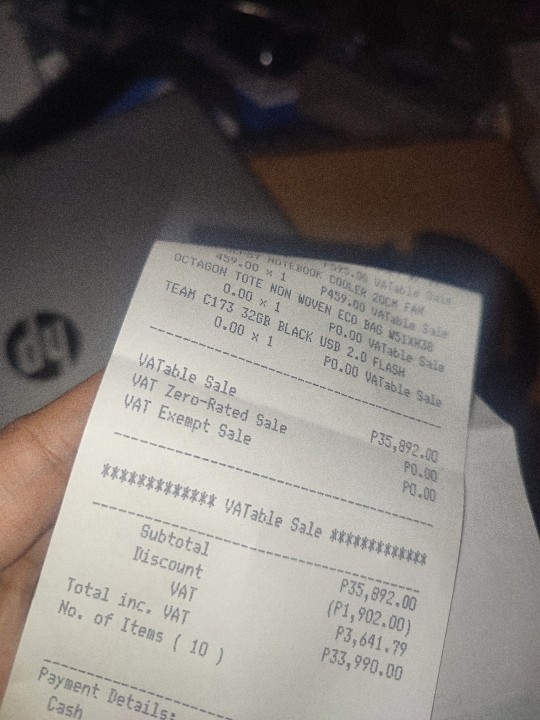 P595.00 VATable Sale
NOTEBOOK COOLER 20CM FAN
459.00 x 1 P459.00 VATable Sale
OCTAGON TOTE NON WOVEN ECO BAG
0.00 x 1 P0.00 VATable Sale
TEAM C173 32GB BLACK USB 2.0 FLASH
0.00 x 1 P0.00 VATable Sale
VATable Sale P35,892.00
VAT Zero-Rated Sale P0.00
VAT Exempt Sale P0.00
************* VATable Sale *************
Subtotal P35,892.00
Discount (P1,902.00)
VAT P3,641.79
Total inc. VAT P33,990.00
No. of Items ( 10 )
Payment Details:
Cash
hp